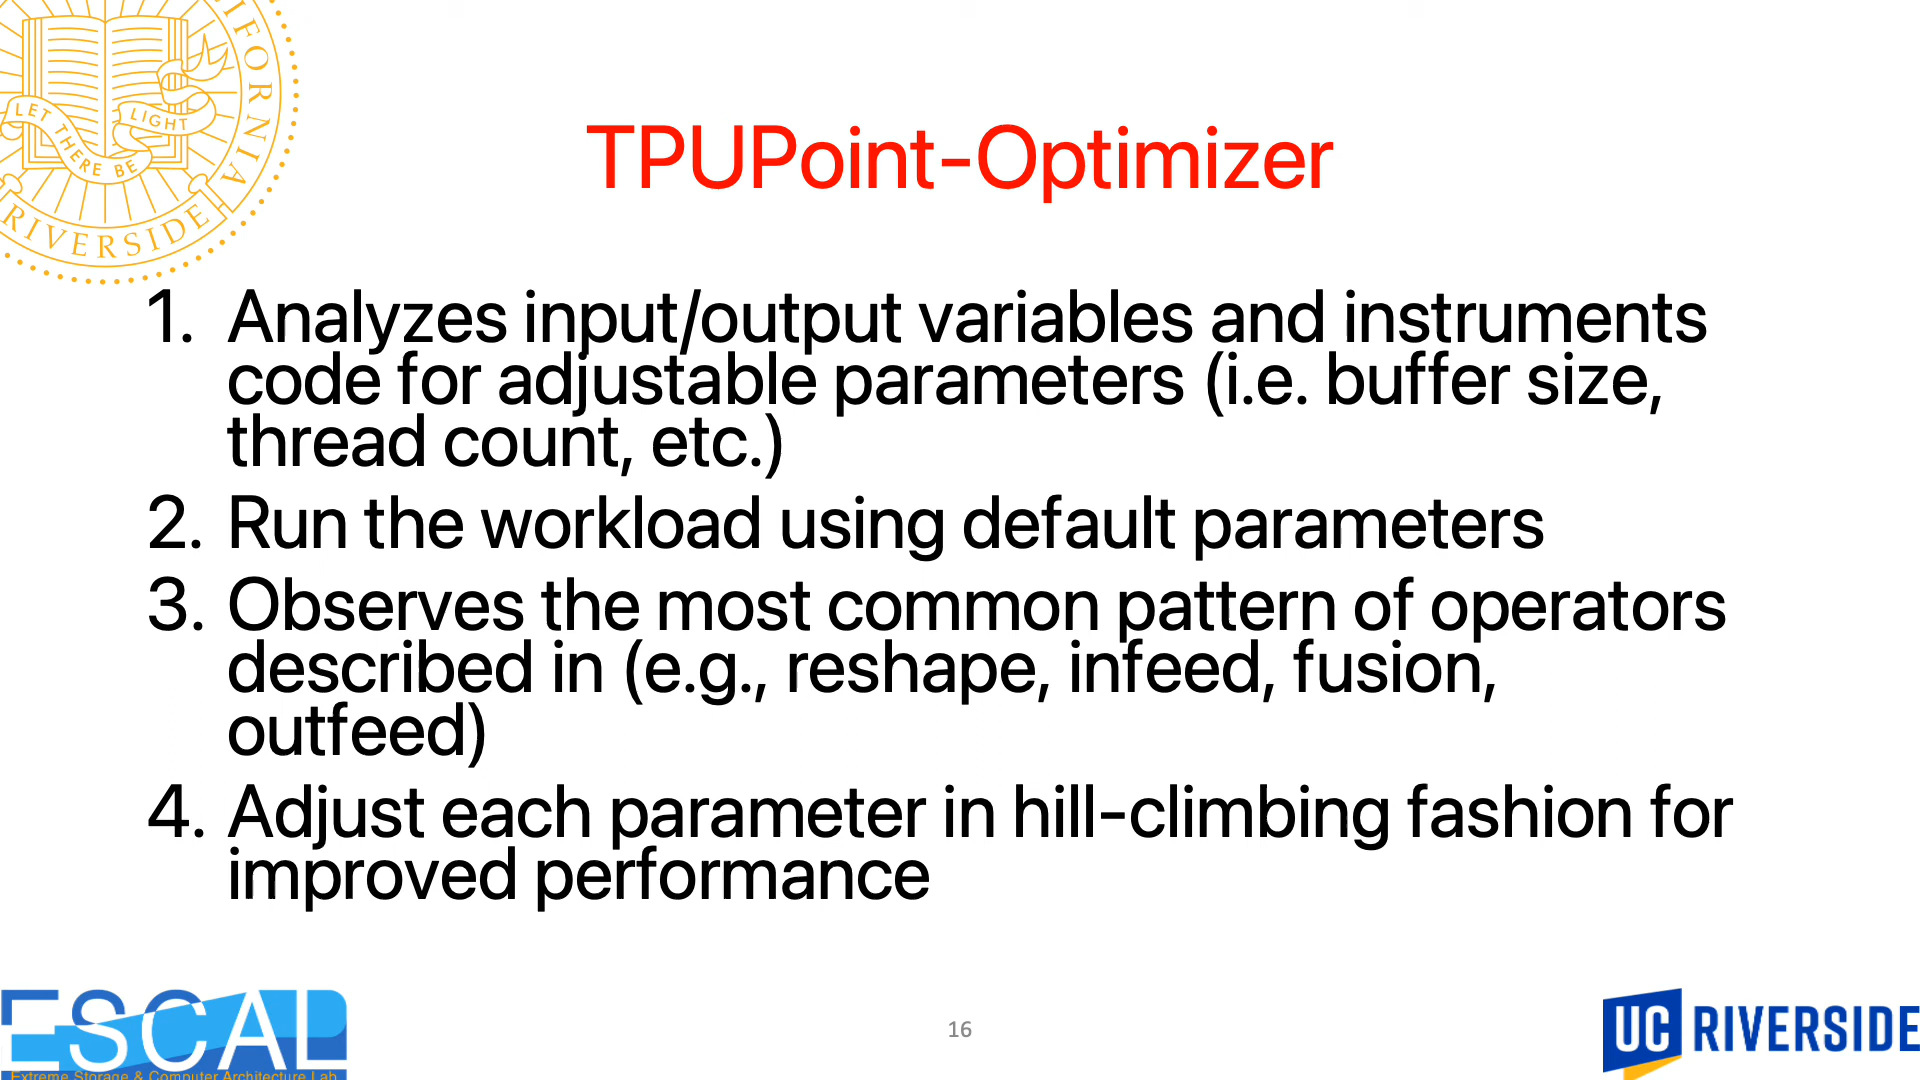 IFORNIA
LET THERE BE LIGHT
RIVERSIDE
TPUPoint-Optimizer
1. Analyzes input/output variables and instruments
code for adjustable parameters (i.e. buffer size,
thread count, etc.)
2. Run the workload using default parameters
3. Observes the most common pattern of operators
described in (e.g., reshape, infeed, fusion,
outfeed)
4. Adjust each parameter in hill-climbing fashion for
improved performance
ESCAL
Extreme Storage & Computer Architecture Lab
16
UC RIVERSIDE